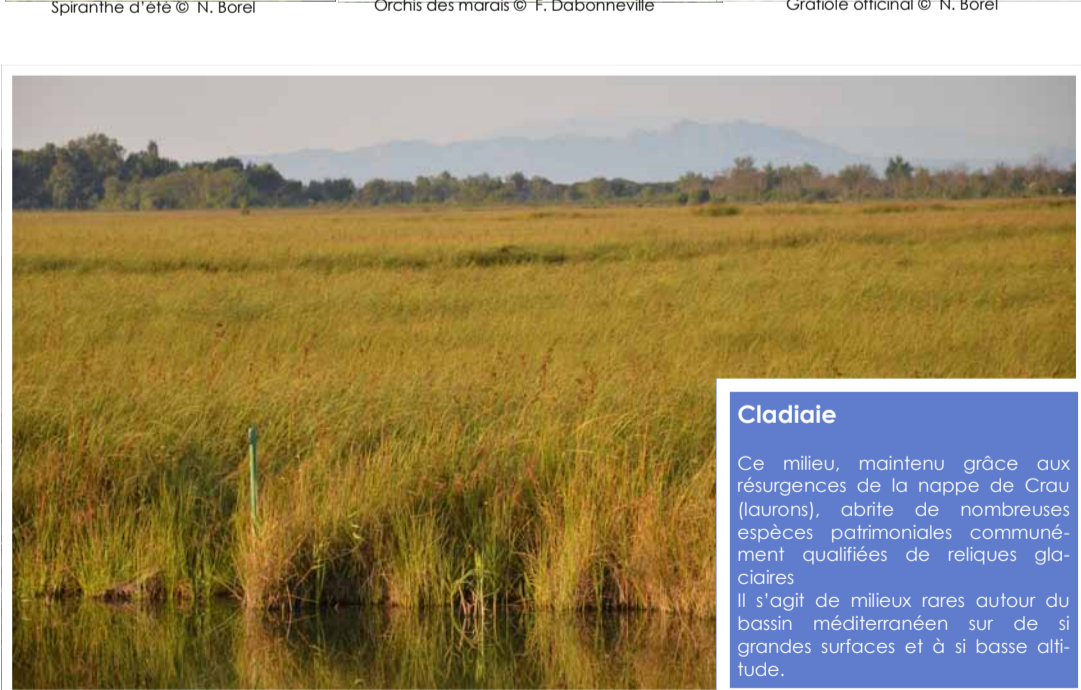 Spiranthe d'été © N. Borel
Orchis des marais © F. Dabonneville
Gratiole officinal © N. Borel
Cladiaie
Ce milieu, maintenu grâce aux
résurgences de la nappe de Crau
(laurons), abrite de nombreuses
espèces patrimoniales communé-
ment qualifiées de reliques gla-
ciaires
Il s'agit de milieux rares autour du
bassin méditerranéen sur de si
grandes surfaces et à si basse alti-
tude.